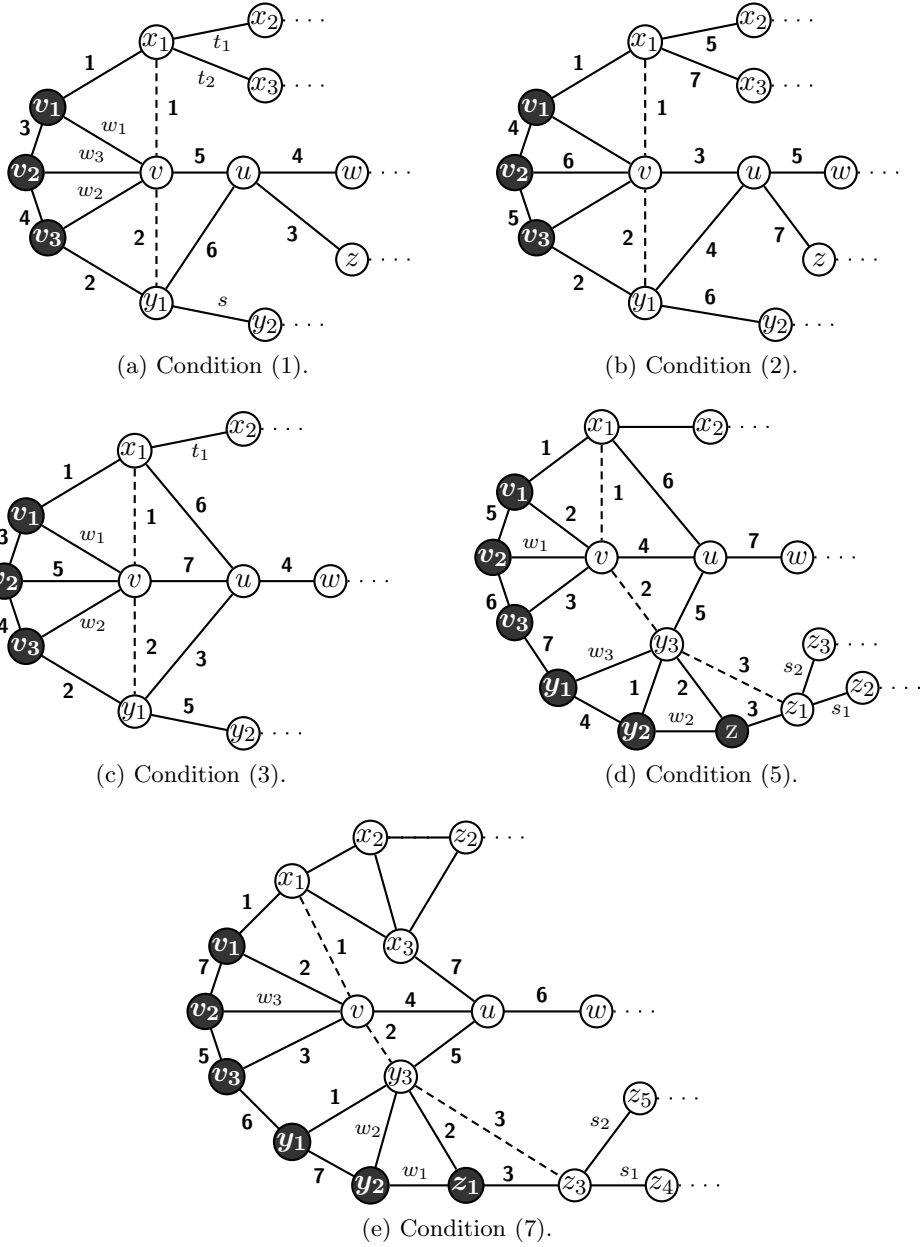 x₂ · · · ·
x₁ t₁
1 t₂ x₃ · · · ·
v₁ 1
3 w₁
w₃ 5 4
v₂ v u w · · · ·
w₂
4 2 3
v₃ 6
2 z · · · ·
y₁ s
y₂ · · · ·
(a) Condition (1).
x₂ · · · ·
x₁ 5
1 7 x₃ · · · ·
v₁ 1
4
6 3 5
v₂ v u w · · · ·
5 2 7
v₃ 4
2 z · · · ·
y₁ 6
y₂ · · · ·
(b) Condition (2).
x₂ · · · ·
x₁ t₁
1
v₁ 1 6
3 w₁
5 7 4
v₂ v u w · · · ·
w₂
4 2
v₃ 3
2
y₁ 5
y₂ · · · ·
(c) Condition (3).
x₁ x₂ · · · ·
1
v₁ 1 6
5 2
w₁ 4 7
v₂ v u w · · · ·
6 3 2
v₃ 5
7 w₃ y₃ z₃ · · · ·
3 s₂
y₁ 1 2 z₂ · · · ·
4 w₂ 3 z₁ s₁
y₂ z
(d) Condition (5).
x₂ z₂ · · · ·
x₁
1
v₁ 1 x₃
7 2 7
w₃ 4 6
v₂ v u w · · · ·
2
5 3 5
v₃ y₃
6 1 3 z₅ · · · ·
w₂ 2 s₂
y₁
7 w₁ 3 s₁
y₂ z₁ z₃ z₄ · · · ·
(e) Condition (7).